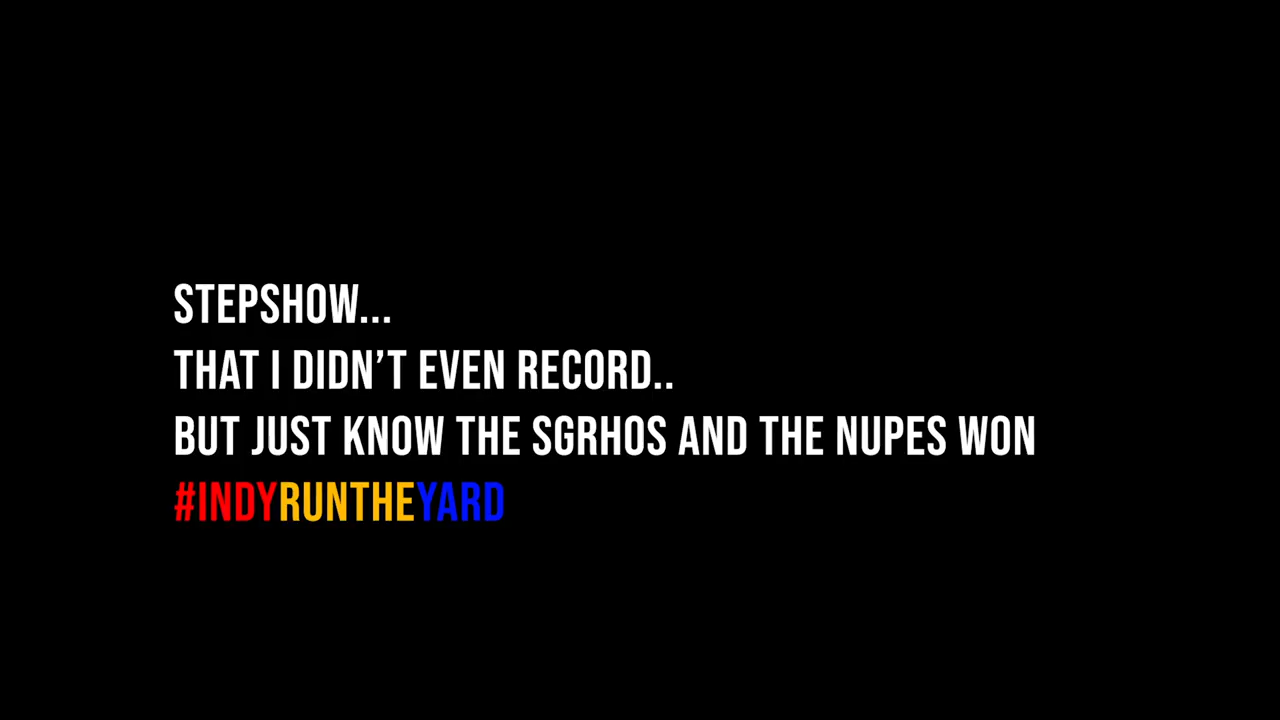 STEPSHOW...
THAT I DIDN’T EVEN RECORD..
BUT JUST KNOW THE SGRHOS AND THE NUPES WON
#INDYRUNTHEYARD